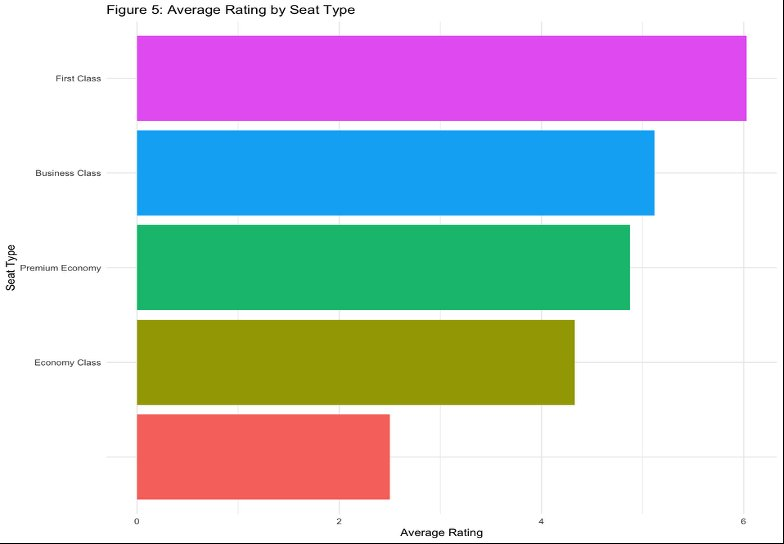 Figure 5: Average Rating by Seat Type
First Class
Business Class
Seat Type
Premium Economy
Economy Class
0 2 4 6
Average Rating